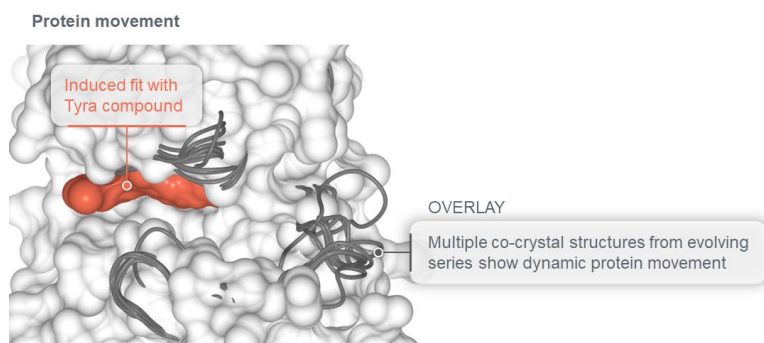 Protein movement
Induced fit with
Tyra compound
OVERLAY
Multiple co-crystal structures from evolving
series show dynamic protein movement